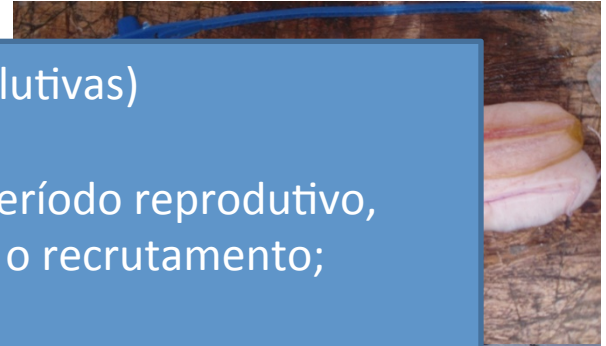 lutivas)
eríodo reprodutivo,
o recrutamento;